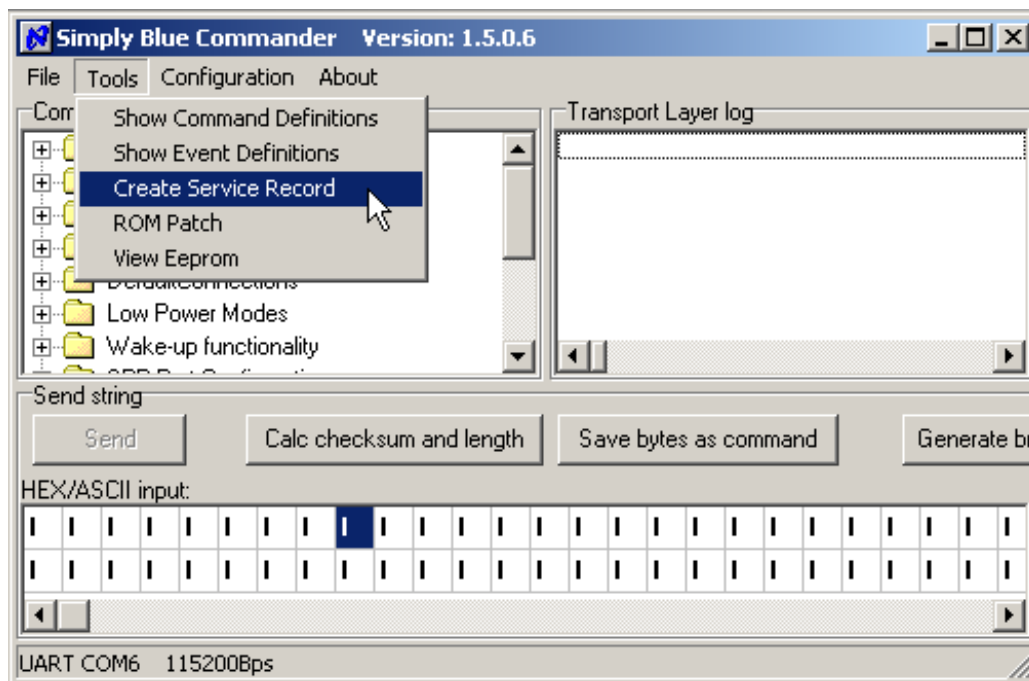 Simply Blue Commander Version: 1.5.0.6
File Tools Configuration About
Show Command Definitions
Show Event Definitions
Create Service Record
ROM Patch
View Eeprom
Transport Layer log
DefaultConnections
Low Power Modes
Wake-up functionality
Send string
Send Calc checksum and length Save bytes as command Generate
HEX/ASCII input:
UART COM6 115200Bps